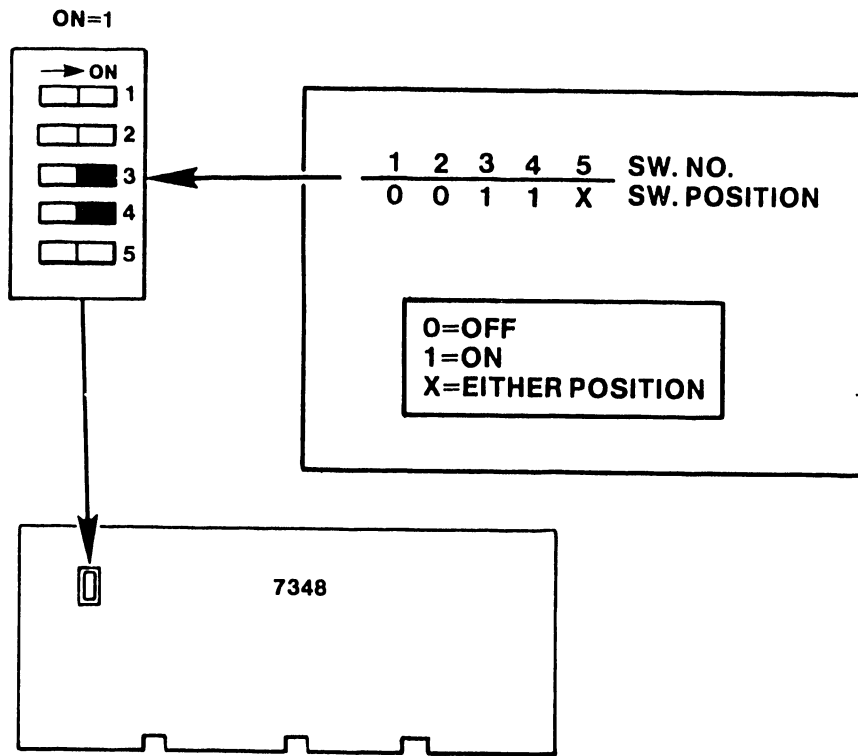 ON=1
→ ON
1
2
3
4
5
1 2 3 4 5 SW. NO.
0 0 1 1 X SW. POSITION
0=OFF
1=ON
X=EITHER POSITION
7348